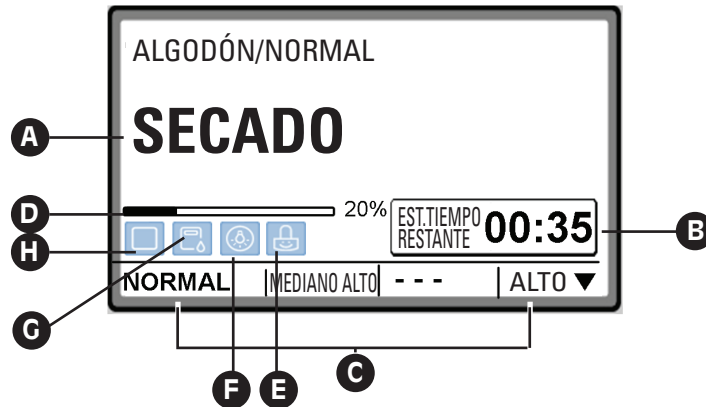 ALGODÓN/NORMAL
A
SECADO
D
20%
EST.TIEMPO
RESTANTE
00:35
B
H
NORMAL
MEDIANO ALTO
- - -
ALTO ▼
G
F
E
C